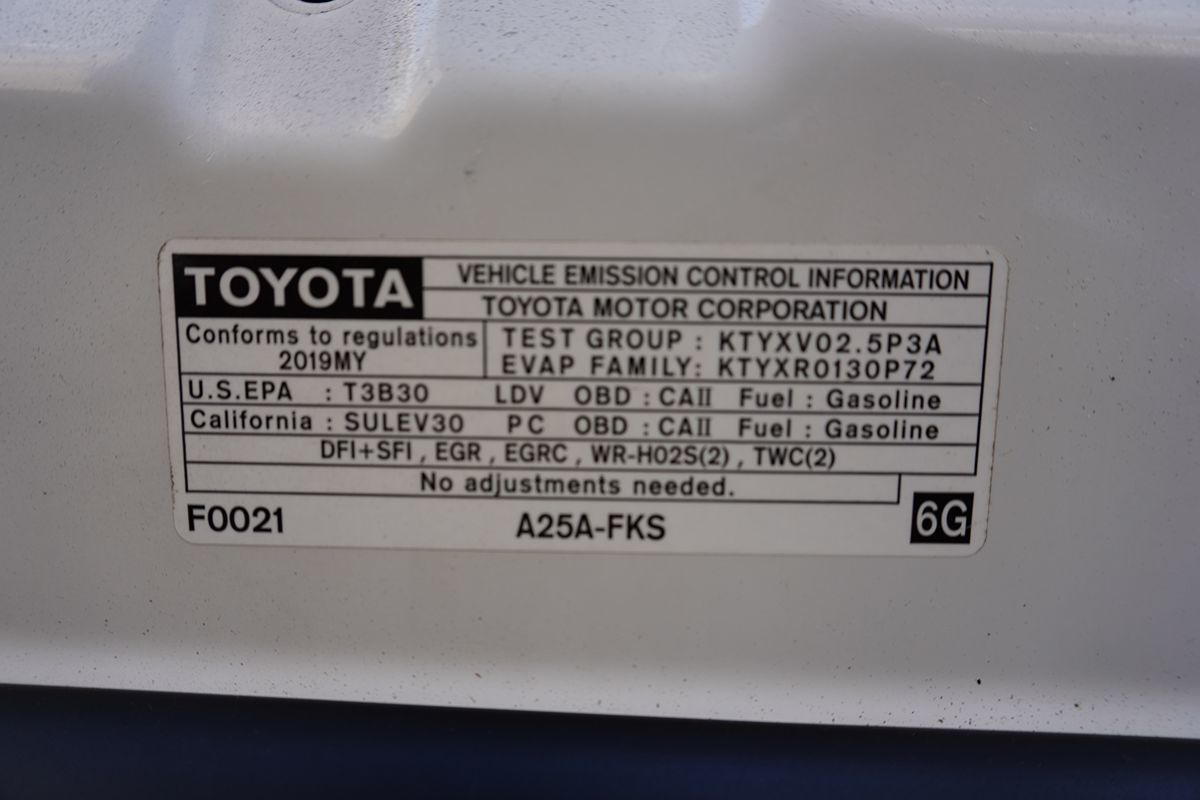 TOYOTA
VEHICLE EMISSION CONTROL INFORMATION
TOYOTA MOTOR CORPORATION
Conforms to regulations
2019MY
TEST GROUP : KTYXV02.5P3A
EVAP FAMILY: KTYXR0130P72
U.S.EPA : T3B30 LDV OBD : CAII Fuel : Gasoline
California : SULEV30 PC OBD : CAII Fuel : Gasoline
DFI+SFI , EGR , EGRC , WR-HO2S(2) , TWC(2)
No adjustments needed.
F0021 A25A-FKS 6G